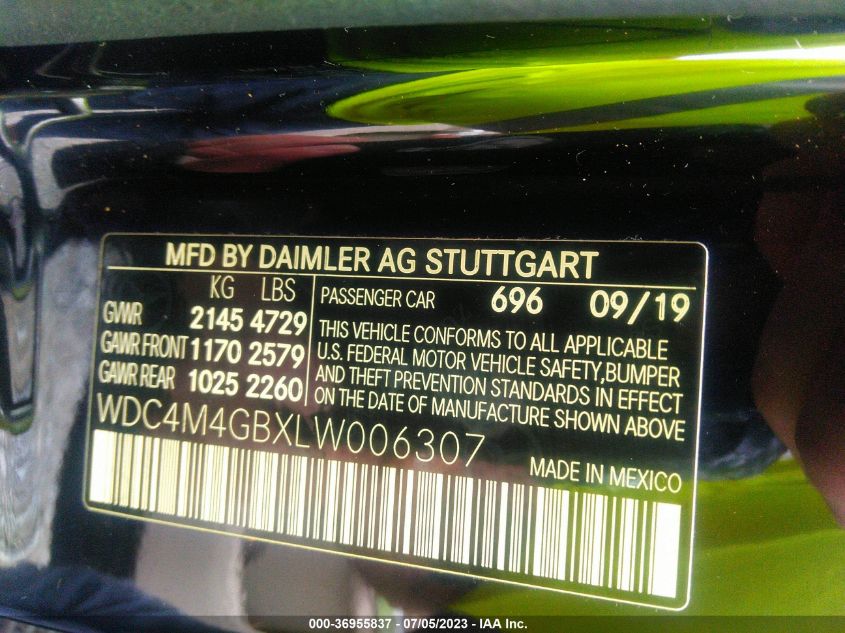 MFD BY DAIMLER AG STUTTGART
KG LBS
GVWR 2145 4729
GAWR FRONT 1170 2579
GAWR REAR 1025 2260
PASSENGER CAR 696 09/19
THIS VEHICLE CONFORMS TO ALL APPLICABLE
U.S. FEDERAL MOTOR VEHICLE SAFETY,BUMPER
AND THEFT PREVENTION STANDARDS IN EFFECT
ON THE DATE OF MANUFACTURE SHOWN ABOVE
WDC4M4GBXLW006307
MADE IN MEXICO
000-36955837 - 07/05/2023 - IAA Inc.